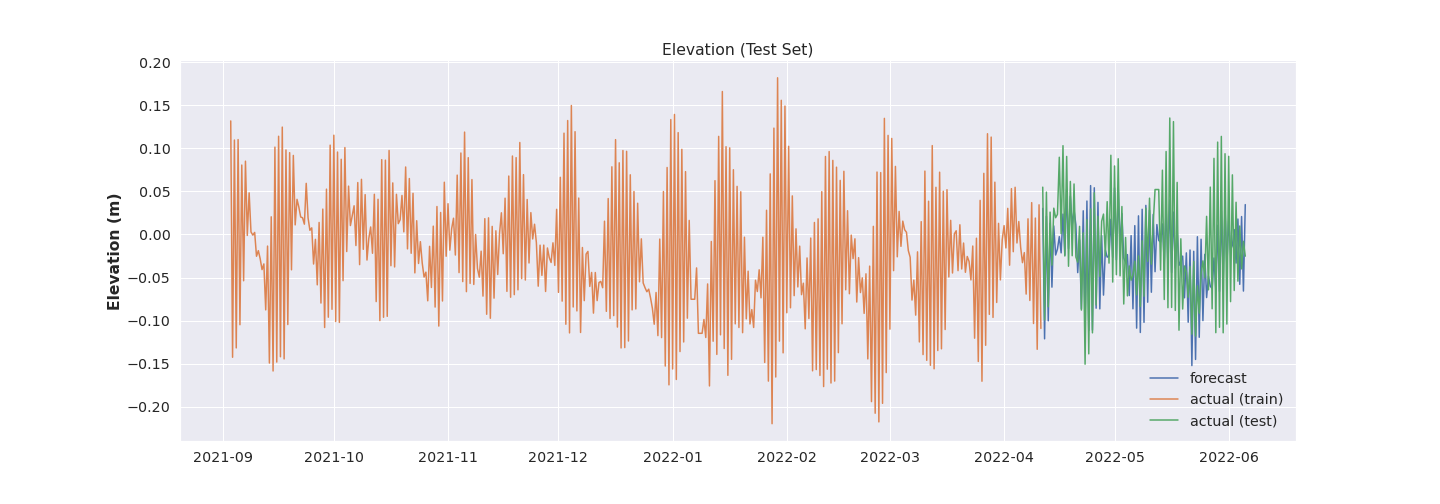 Elevation (Test Set)
Elevation (m)
0.20
0.15
0.10
0.05
0.00
−0.05
−0.10
−0.15
−0.20
2021-09 2021-10 2021-11 2021-12 2022-01 2022-02 2022-03 2022-04 2022-05 2022-06
forecast
actual (train)
actual (test)